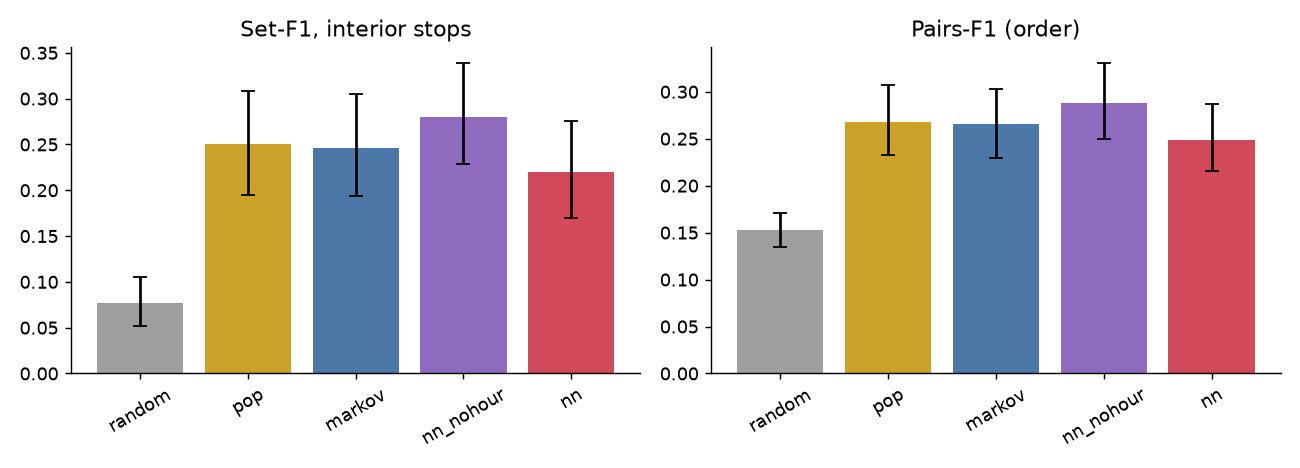 Set-F1, interior stops
0.35
0.30
0.25
0.20
0.15
0.10
0.05
0.00
random
pop
markov
nn_nohour
nn
Pairs-F1 (order)
0.30
0.25
0.20
0.15
0.10
0.05
0.00
random
pop
markov
nn_nohour
nn